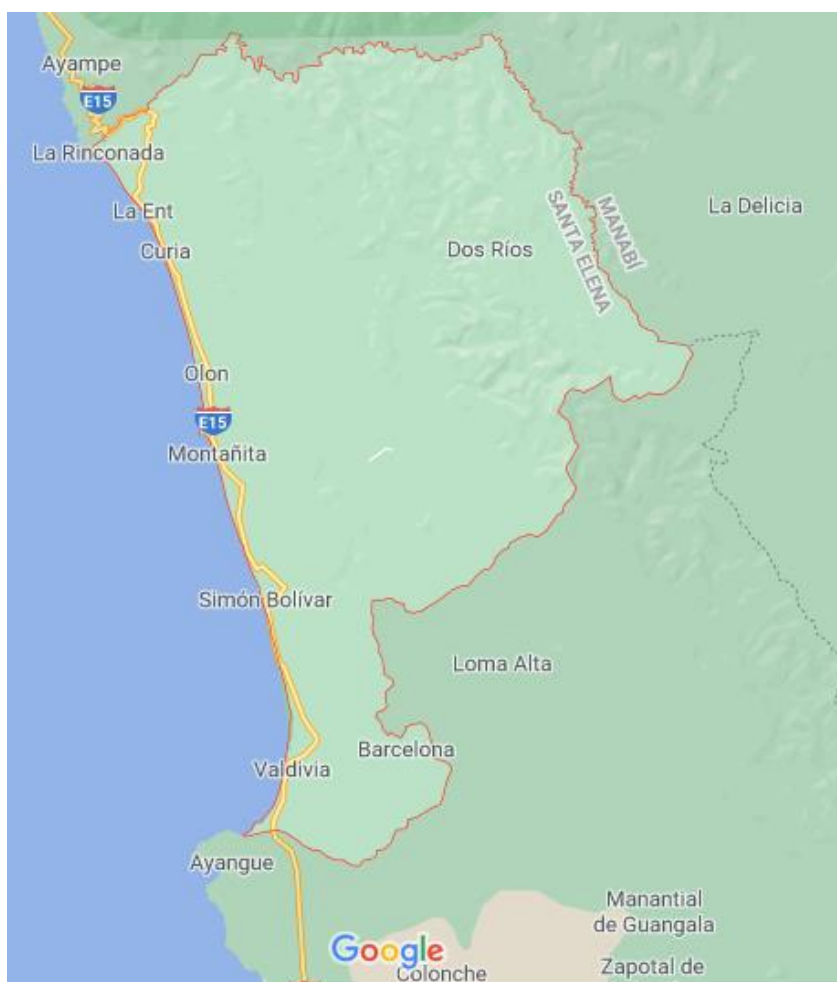 Ayampe
E15
La Rinconada
La Ent
Curia
MANABÍ
SANTA ELENA
Dos Ríos
La Delicia
Olon
E15
Montañita
Simón Bolívar
Loma Alta
Barcelona
Valdivia
Ayangue
Manantial
de Guangala
Google
Colonche
Zapotal de